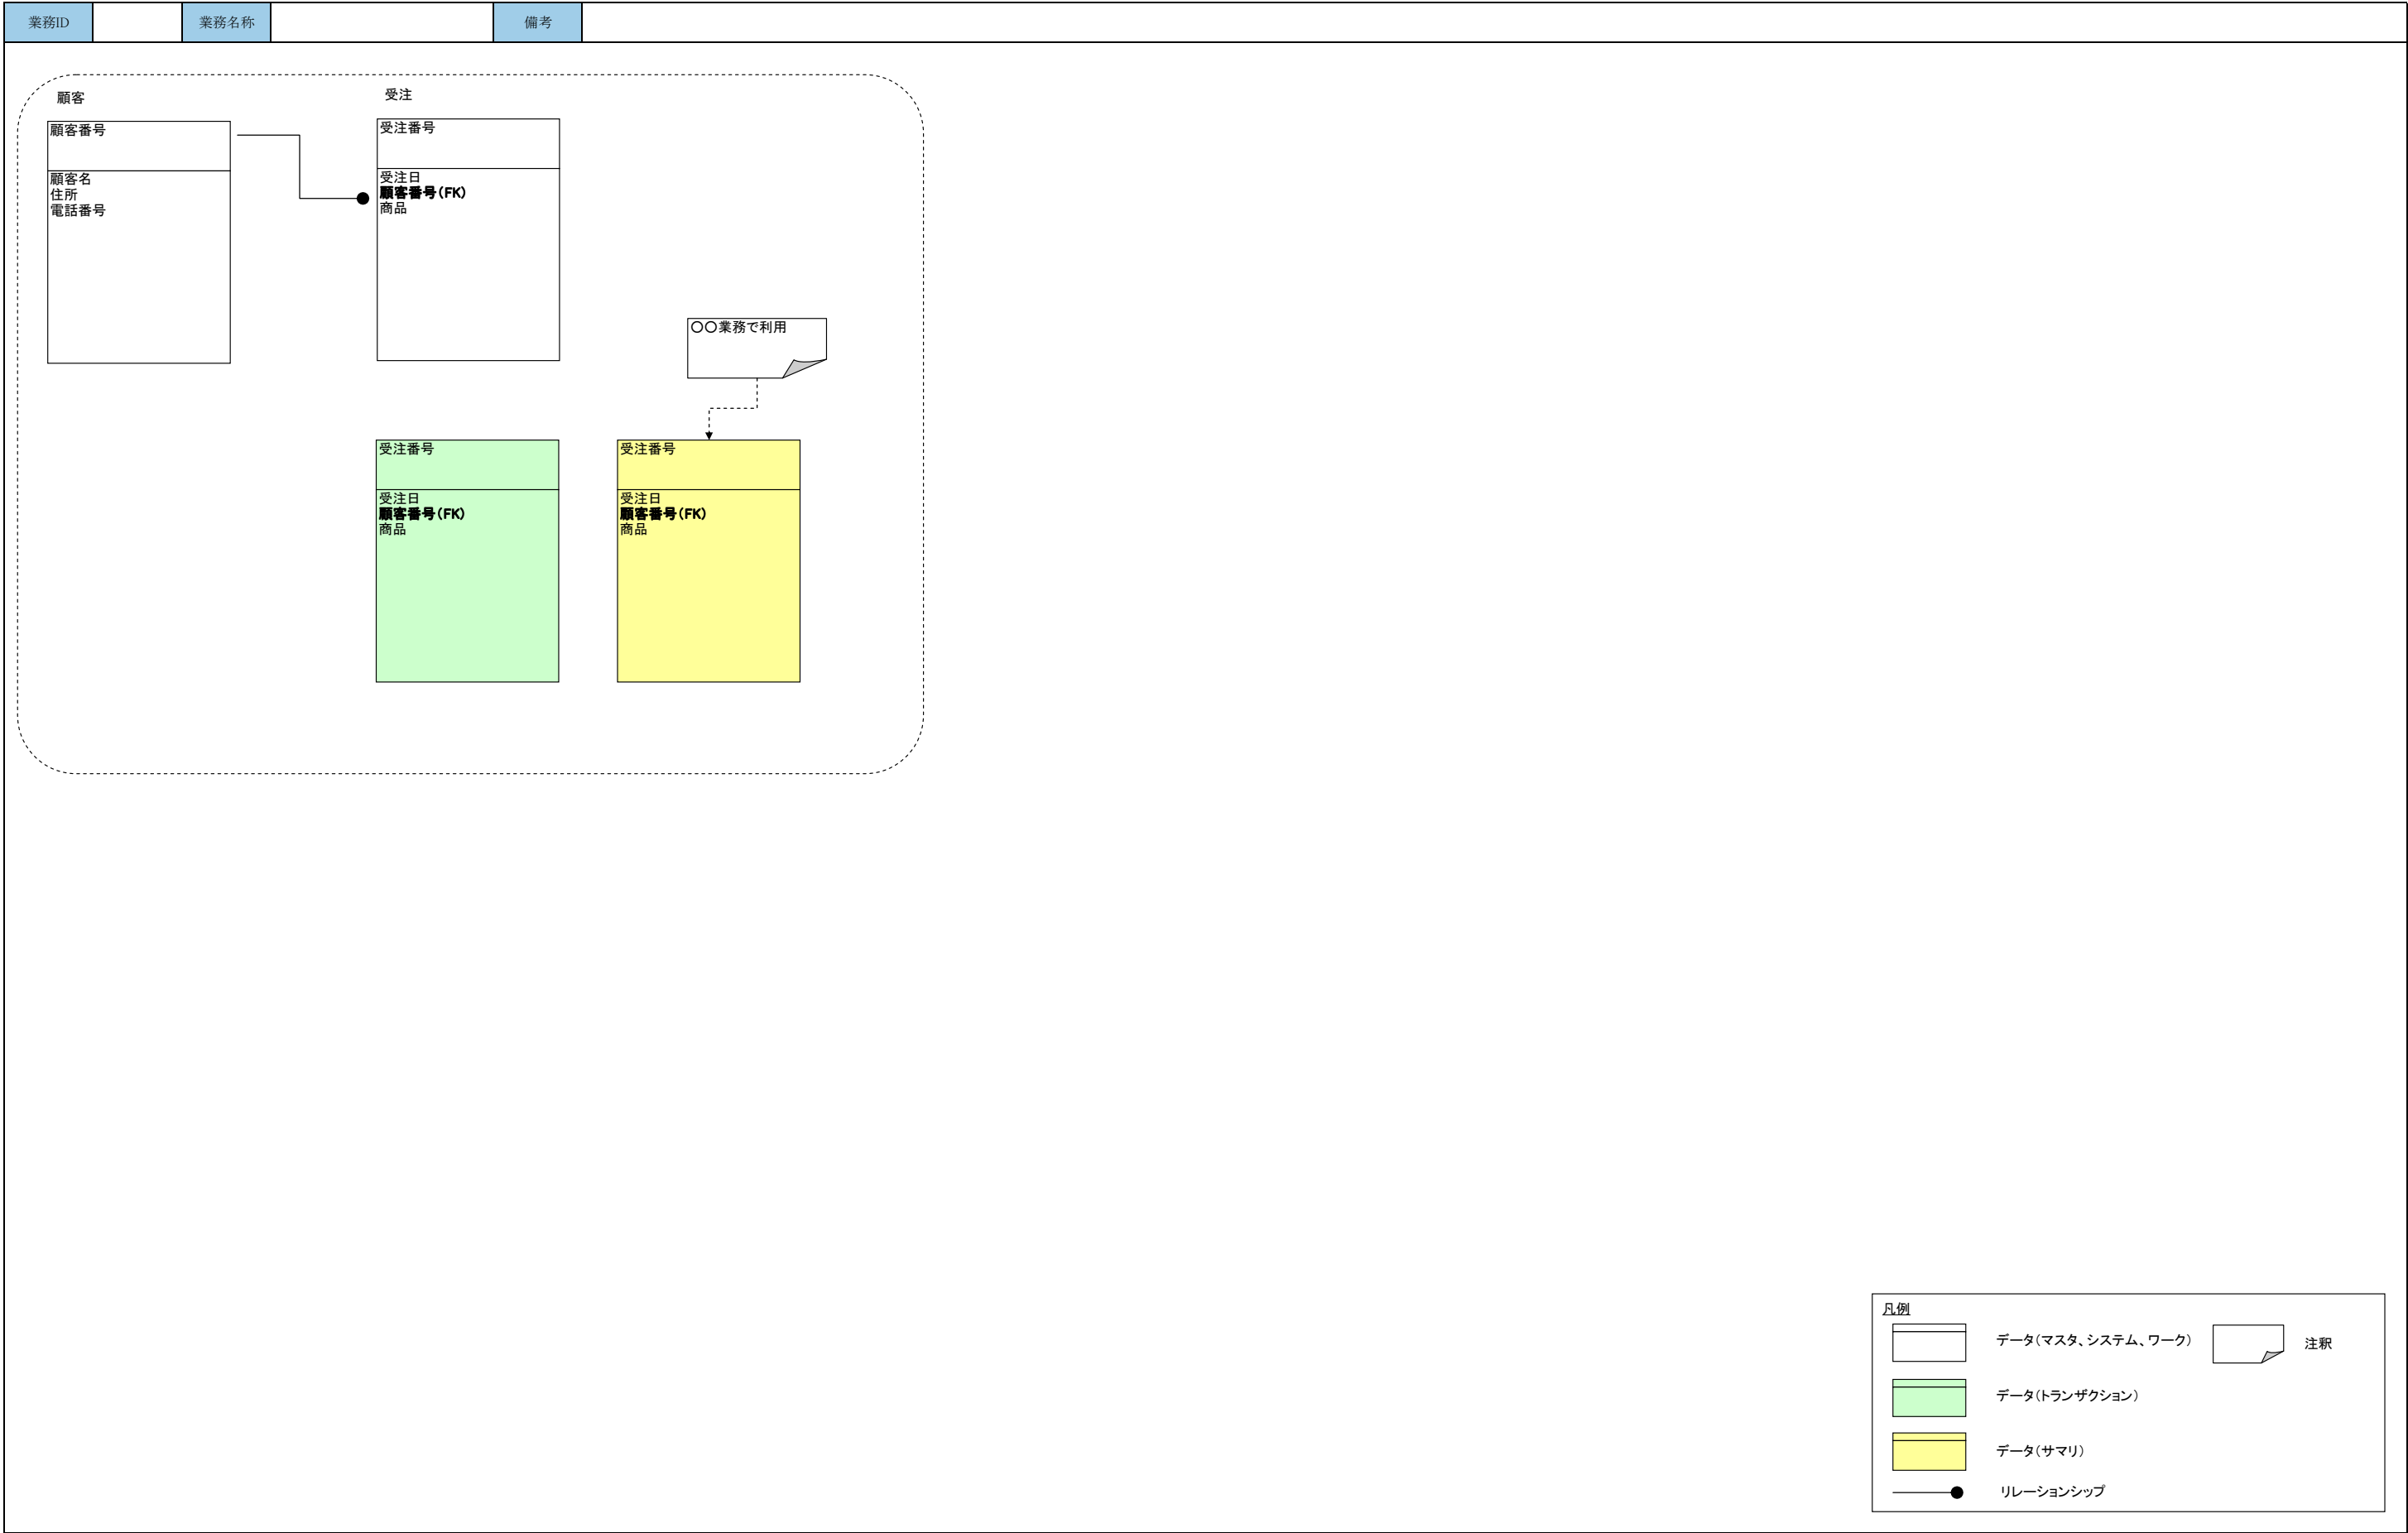 業務ID
業務名称
備考
顧客
顧客番号
顧客名
住所
電話番号
受注
受注番号
受注日
顧客番号(FK)
商品
〇〇業務で利用
受注番号
受注日
顧客番号(FK)
商品
受注番号
受注日
顧客番号(FK)
商品
凡例
データ(マスタ、システム、ワーク)
注釈
データ(トランザクション)
データ(サマリ)
リレーションシップ